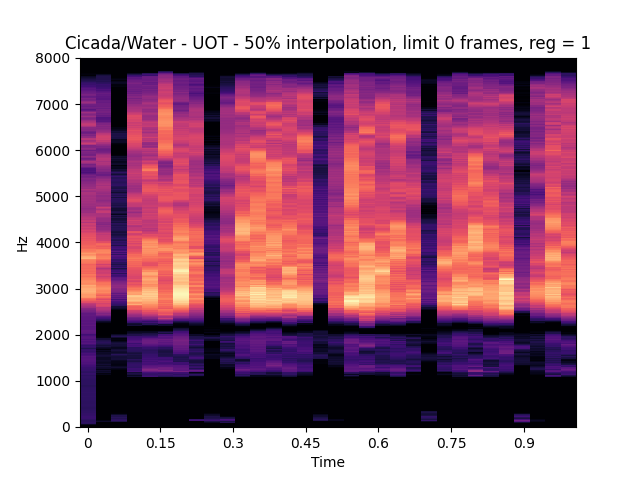 Cicada/Water - UOT - 50% interpolation, limit 0 frames, reg = 1
8000
7000
6000
5000
4000
3000
2000
1000
0
Hz
0 0.15 0.3 0.45 0.6 0.75 0.9
Time